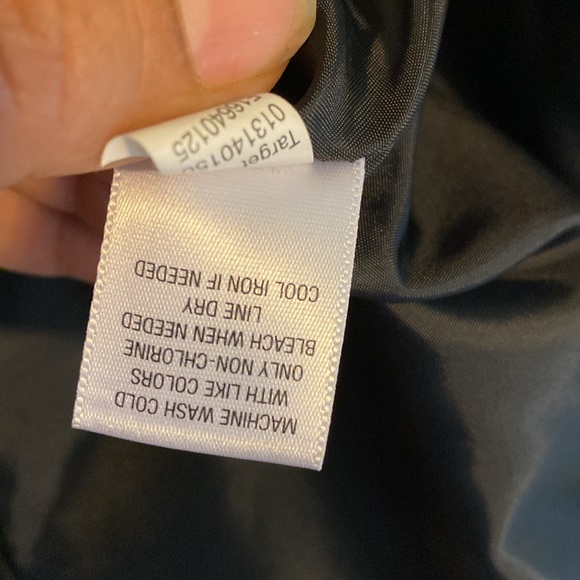 MACHINE WASH COLD
WITH LIKE COLORS
ONLY NON-CHLORINE
BLEACH WHEN NEEDED
LINE DRY
COOL IRON IF NEEDED
Target